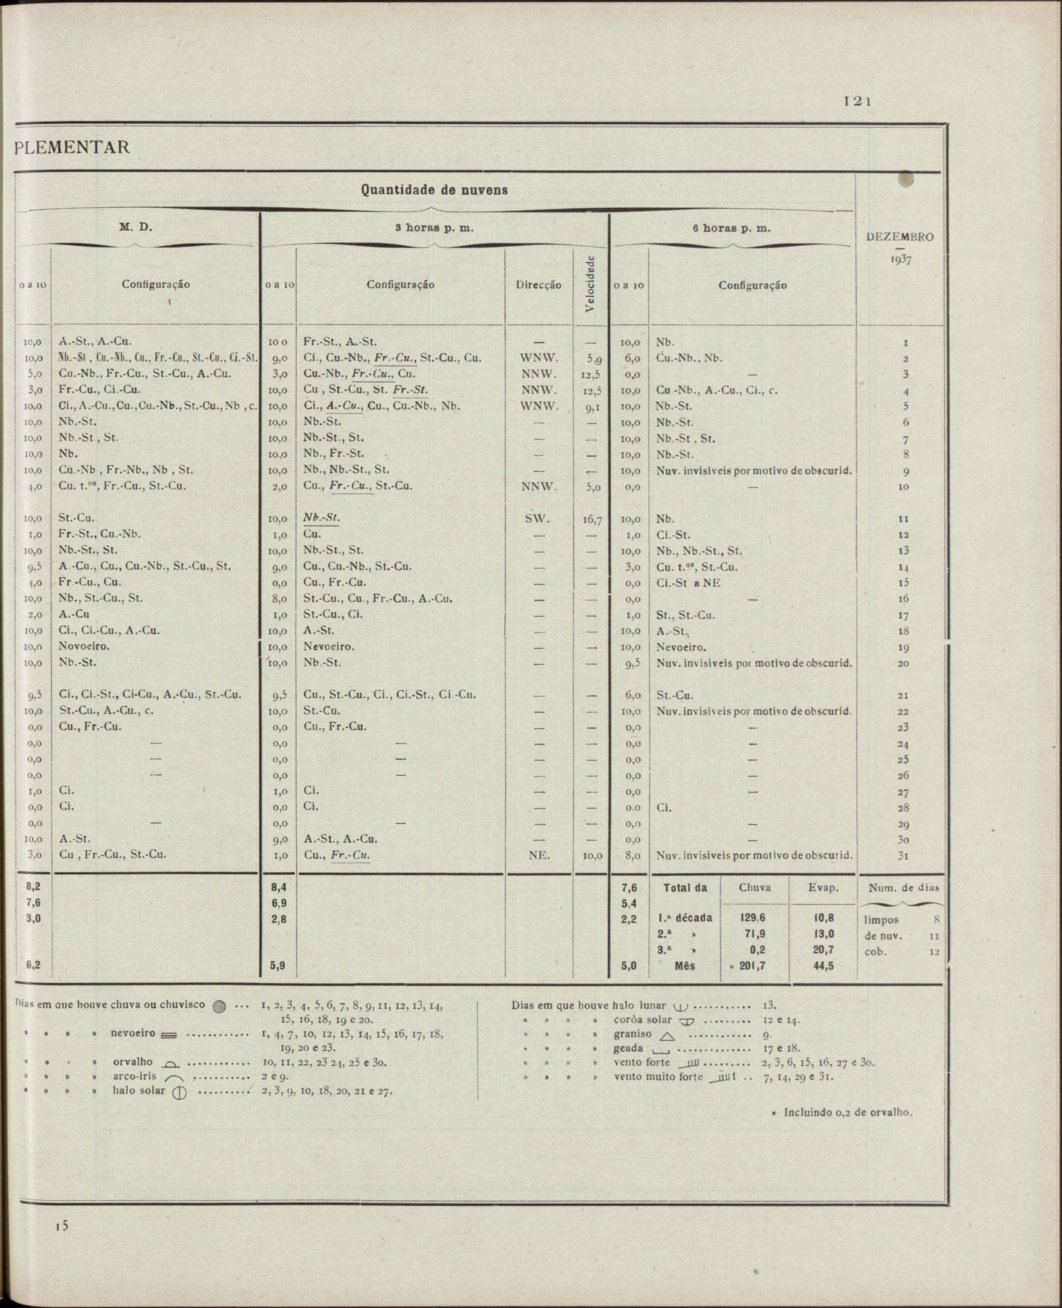 121
PLEMENTAR
Quantidade de nuvens
M. D. 3 horas p. m. 6 horas p. m. DEZEMBRO
1937
0 a 10 Configuração 0 a 10 Configuração Direcção Velocidade 0 a 10 Configuração
10,0 A.-St., A.-Cu. 10 0 Fr.-St., A.-St. — — 10,0 Nb. 1
10,0 Nb.-St , Cu.-Nb., Cu., Fr.-Cu., St.-Cu., Ci.-St. 9,0 Ci., Cu.-Nb., Fr.-Cu., St.-Cu., Cu. WNW. 5,9 6,0 Cu.-Nb., Nb. 2
5,0 Cu.-Nb., Fr.-Cu., St.-Cu., A.-Cu. 3,0 Cu.-Nb., Fr.-Cu., Cu. NNW. 12,5 0,0 — 3
3,0 Fr.-Cu., Ci.-Cu. 10,0 Cu , St.-Cu., St. Fr.-St. NNW. 12,5 10,0 Cu -Nb., A.-Cu., Ci., c. 4
10,0 Ci., A.-Cu., Cu., Cu.-Nb., St.-Cu., Nb , c. 10,0 Ci., A.-Cu., Cu., Cu.-Nb., Nb. WNW. 9,1 10,0 Nb.-St. 5
10,0 Nb.-St. 10,0 Nb.-St. — — 10,0 Nb.-St. 6
10,0 Nb.-St , St. 10,0 Nb.-St., St. — — 10,0 Nb.-St , St. 7
10,0 Nb. 10,0 Nb., Fr.-St. — — 10,0 Nb.-St. 8
10,0 Cu.-Nb , Fr.-Nb., Nb , St. 10,0 Nb., Nb.-St., St. — — 10,0 Nuv. invisiveis por motivo de obscurid. 9
4,0 Cu. t.os, Fr.-Cu., St.-Cu. 2,0 Cu., Fr.-Cu., St.-Cu. NNW. 5,0 0,0 — 10
10,0 St.-Cu. 10,0 Nb.-St. SW. 16,7 10,0 Nb. 11
1,0 Fr.-St., Cu.-Nb. 1,0 Cu. — — 1,0 Ci.-St. 12
10,0 Nb.-St., St. 10,0 Nb.-St., St. — — 10,0 Nb., Nb.-St., St. 13
9,5 A.-Cu., Cu., Cu.-Nb., St.-Cu., St. 9,0 Cu., Cu.-Nb., St.-Cu. — — 3,0 Cu. t.os, St.-Cu. 14
4,0 Fr -Cu., Cu. 0,0 Cu., Fr.-Cu. — — 0,0 Ci.-St a NE 15
10,0 Nb., St.-Cu., St. 8,0 St.-Cu., Cu., Fr.-Cu., A.-Cu. — — 0,0 — 16
2,0 A.-Cu 1,0 St.-Cu., Ci. — — 1,0 St., St.-Cu. 17
10,0 Ci., Ci.-Cu., A.-Cu. 10,0 A.-St. — — 10,0 A.-St. 18
10,0 Novoeiro. 10,0 Nevoeiro. — — 10,0 Nevoeiro. 19
10,0 Nb.-St. 10,0 Nb.-St. — — 9,5 Nuv. invisiveis por motivo de obscurid. 20
9,5 Ci., Ci.-St., Ci-Cu., A.-Cu., St.-Cu. 9,5 Cu., St.-Cu., Ci., Ci.-St., Ci -Cu. — — 6,0 St.-Cu. 21
10,0 St.-Cu., A.-Cu., c. 10,0 St.-Cu. — — 10,0 Nuv. invisiveis por motivo de obscurid. 22
0,0 Cu., Fr.-Cu. 0,0 Cu., Fr.-Cu. — — 0,0 — 23
0,0 — 0,0 — — — 0,0 — 24
0,0 — 0,0 — — — 0,0 — 25
0,0 — 0,0 — — — 0,0 — 26
1,0 Ci. 1,0 Ci. — — 0,0 — 27
0,0 Ci. 0,0 Ci. — — 0.0 Ci. 28
0,0 — 0,0 — — — 0,0 — 29
10,0 A.-St. 9,0 A.-St., A.-Cu. — — 0,0 — 30
3,0 Cu , Fr.-Cu., St.-Cu. 1,0 Cu., Fr.-Cu. NE. 10,0 8,0 Nuv. invisiveis por motivo de obscurid. 31
8,2 8,4 7,6 Total da Chuva Evap. Num. de dias
7,6 6,9 5.4
3,0 2,8 2,2 1.ª década 129,6 10,8 limpos 8
2.ª » 71,9 13,0 de nuv. 11
3.ª » 0,2 20,7 cob. 12
6,2 5,9 5,0 Mês * 201,7 44,5
Dias em que houve chuva ou chuvisco ... 1, 2, 3, 4, 5, 6, 7, 8, 9, 11, 12, 13, 14,
15, 16, 18, 19 e 20.
» » » » nevoeiro ........... 1, 4, 7, 10, 12, 13, 14, 15, 16, 17, 18,
19, 20 e 23.
» » » » orvalho ............ 10, 11, 22, 23 24, 25 e 30.
» » » » arco-iris ........... 2 e 9.
» » » » halo solar .......... 2, 3, 9, 10, 18, 20, 21 e 27.
Dias em que houve halo lunar ........... 13.
» » » » corôa solar ......... 12 e 14.
» » » » graniso ............ 9.
» » » » geada .............. 17 e 18.
» » » » vento forte ......... 2, 3, 6, 15, 16, 27 e 30.
» » » » vento muito forte .. 7, 14, 29 e 31.
* Incluindo 0,2 de orvalho.
15